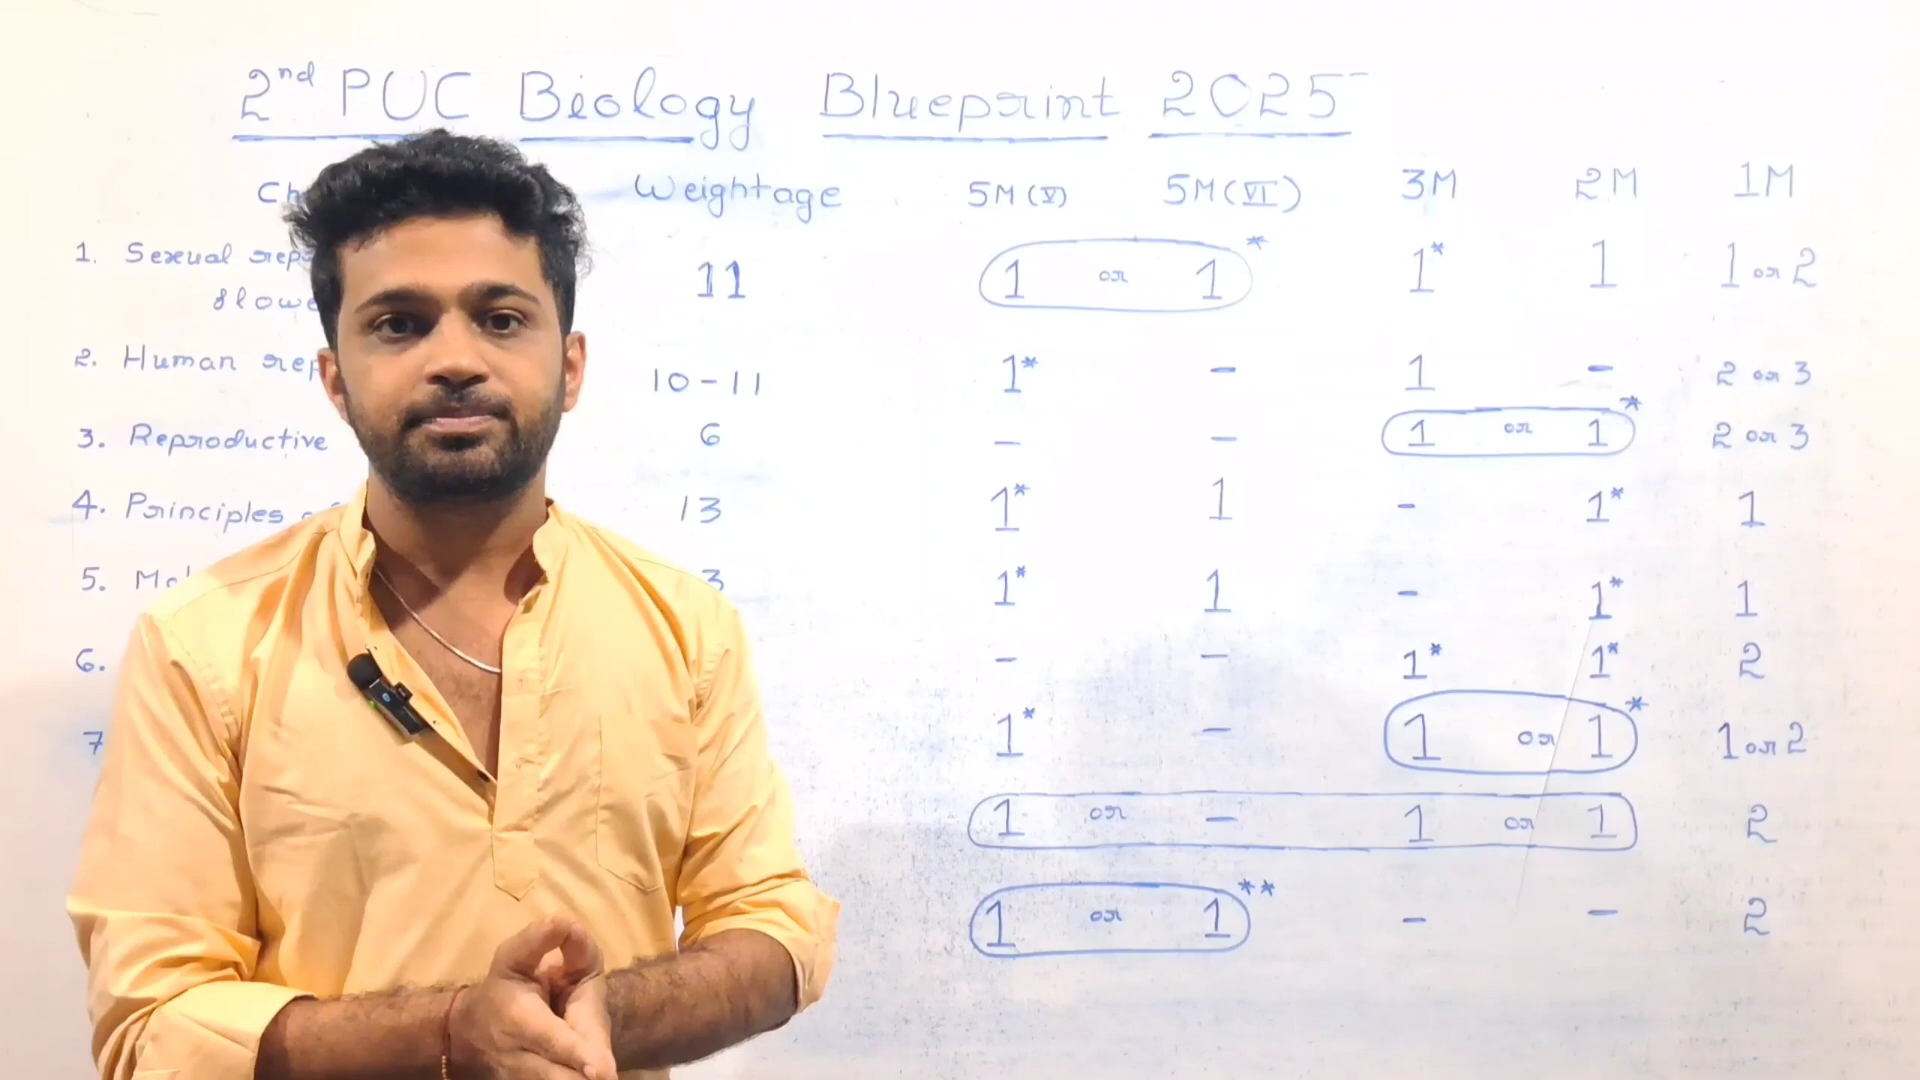 2nd PUC Biology Blueprint 2025
Weightage 5M (V) 5M (VI) 3M 2M 1M
1. Sexual 11 1 or 1* 1* 1 1 or 2
2. Human 10-11 1* - 1 - 2 or 3
3. Reproductive 6 - - 1 or 1* 2 or 3
4. Principles 13 1* 1 - 1* 1
5. 1* 1 - 1* 1
6. - - 1* 1* 2
7 1* - 1 or 1* 1 or 2
1 or - 1 or 1 2
1 or 1** - - 2